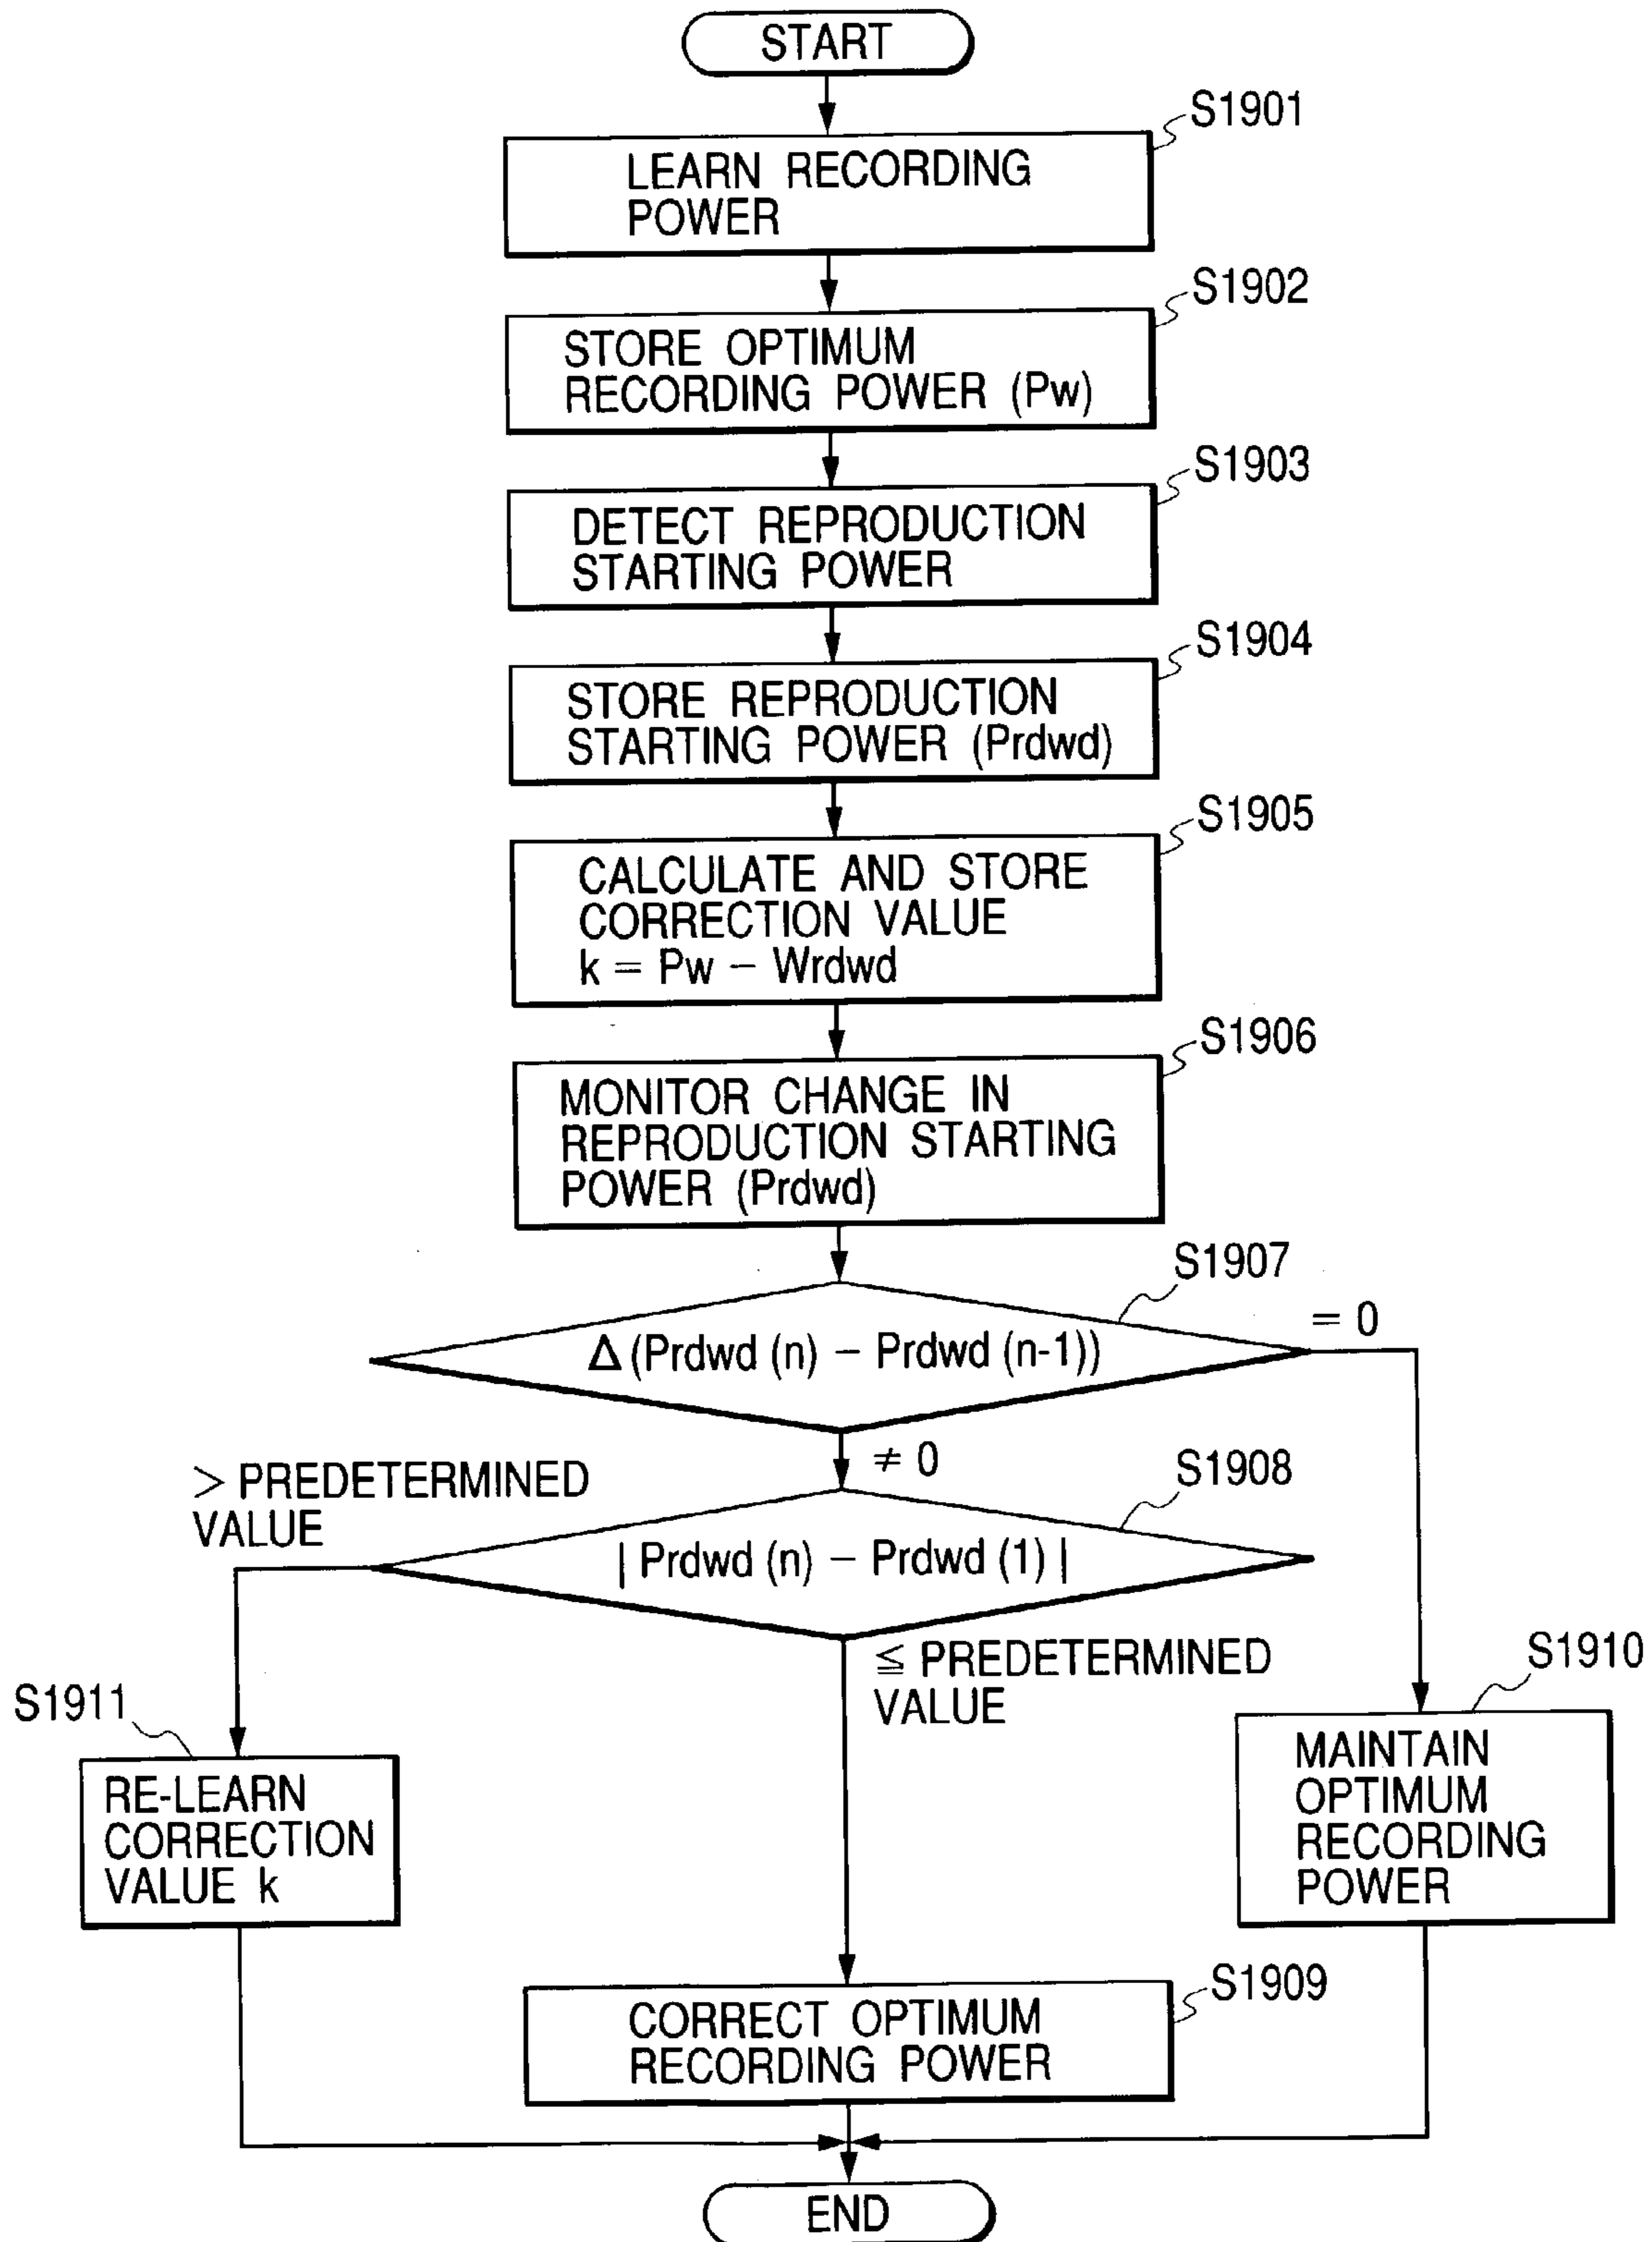 START
S1901
LEARN RECORDING
POWER
S1902
STORE OPTIMUM
RECORDING POWER (Pw)
S1903
DETECT REPRODUCTION
STARTING POWER
S1904
STORE REPRODUCTION
STARTING POWER (Prdwd)
S1905
CALCULATE AND STORE
CORRECTION VALUE
k = Pw − Wrdwd
S1906
MONITOR CHANGE IN
REPRODUCTION STARTING
POWER (Prdwd)
S1907
= 0
Δ (Prdwd (n) − Prdwd (n-1))
≠ 0
S1908
> PREDETERMINED
VALUE
| Prdwd (n) − Prdwd (1) |
≦ PREDETERMINED
VALUE
S1910
S1911
MAINTAIN
OPTIMUM
RECORDING
POWER
RE-LEARN
CORRECTION
VALUE k
S1909
CORRECT OPTIMUM
RECORDING POWER
END